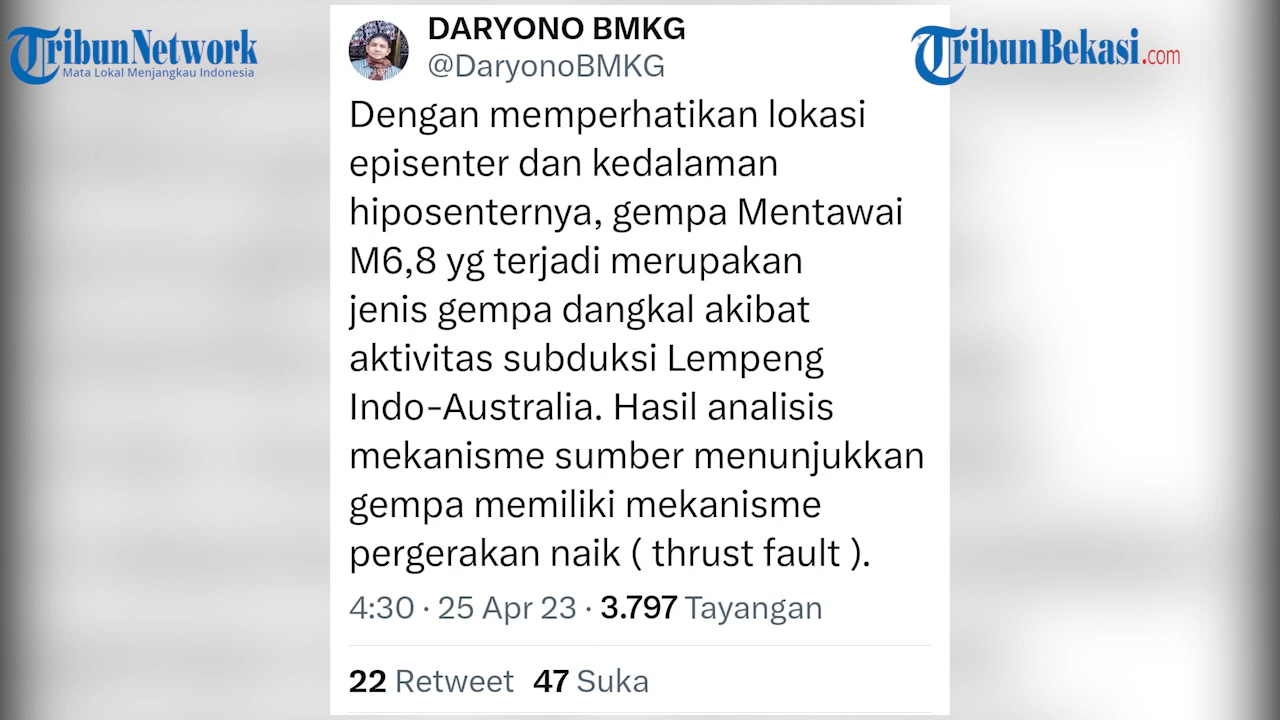 TribunNetwork
Mata Lokal Menjangkau Indonesia
TribunBekasi.com
DARYONO BMKG
@DaryonoBMKG
Dengan memperhatikan lokasi
episenter dan kedalaman
hiposenternya, gempa Mentawai
M6,8 yg terjadi merupakan
jenis gempa dangkal akibat
aktivitas subduksi Lempeng
Indo-Australia. Hasil analisis
mekanisme sumber menunjukkan
gempa memiliki mekanisme
pergerakan naik ( thrust fault ).
4:30 · 25 Apr 23 · 3.797 Tayangan
22 Retweet 47 Suka